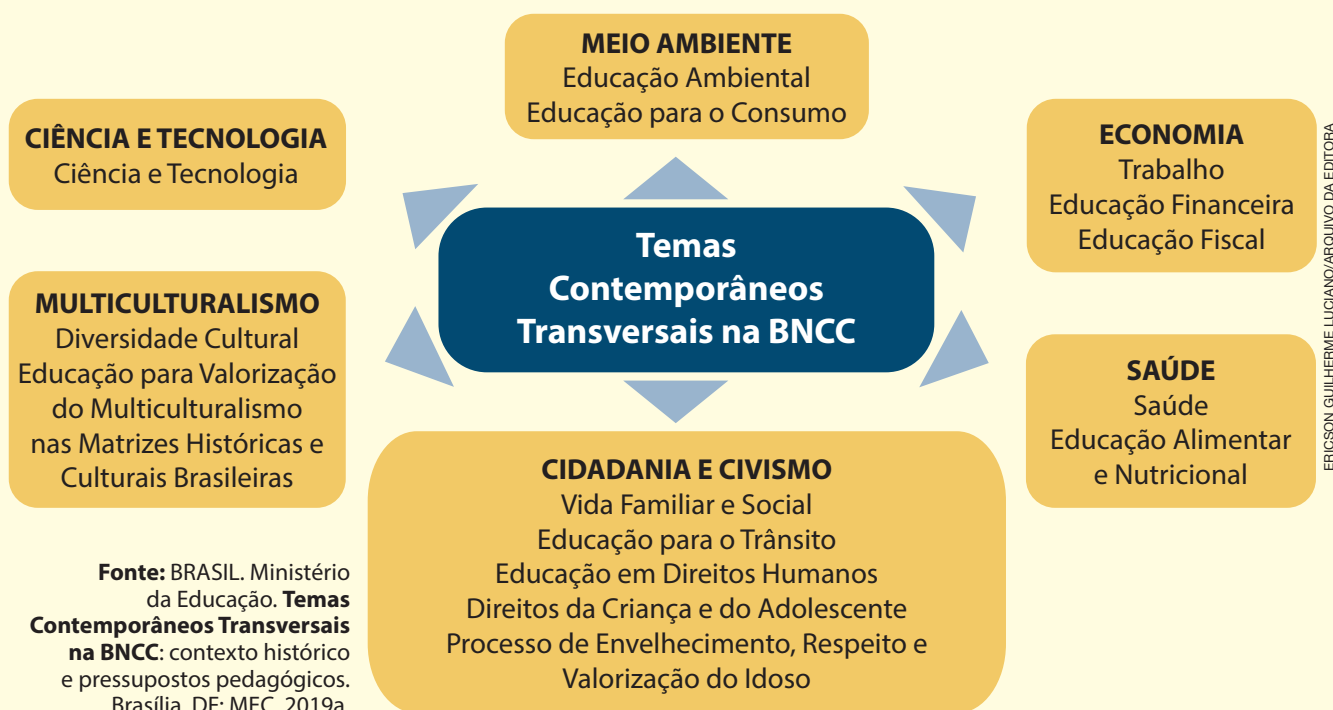 MEIO AMBIENTE
Educação Ambiental
Educação para o Consumo
CIÊNCIA E TECNOLOGIA
Ciência e Tecnologia
ECONOMIA
Trabalho
Educação Financeira
Educação Fiscal
Temas
Contemporâneos
Transversais na BNCC
MULTICULTURALISMO
Diversidade Cultural
Educação para Valorização
do Multiculturalismo
nas Matrizes Históricas e
Culturais Brasileiras
SAÚDE
Saúde
Educação Alimentar
e Nutricional
CIDADANIA E CIVISMO
Vida Familiar e Social
Educação para o Trânsito
Educação em Direitos Humanos
Direitos da Criança e do Adolescente
Processo de Envelhecimento, Respeito e
Valorização do Idoso
Fonte: BRASIL. Ministério
da Educação. Temas
Contemporâneos Transversais
na BNCC: contexto histórico
e pressupostos pedagógicos.
Brasília, DF: MEC, 2019a.
ERICSON GUILHERME LUCIANO/ARQUIVO DA EDITORA